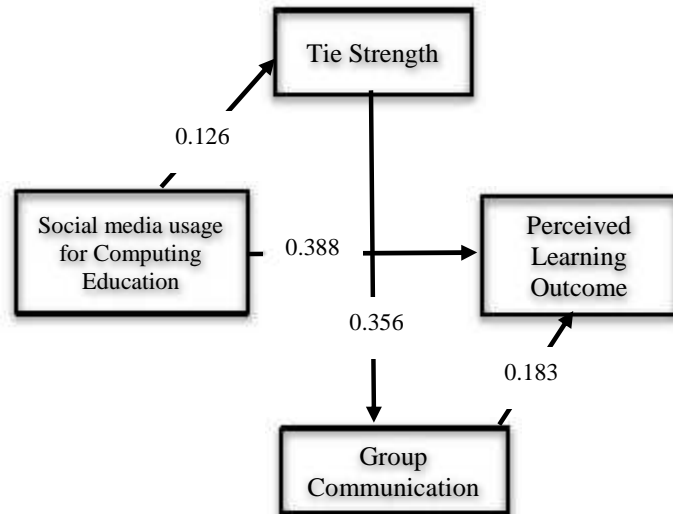 Tie Strength
0.126
Social media usage
for Computing
Education
0.388
Perceived
Learning
Outcome
0.356
0.183
Group
Communication